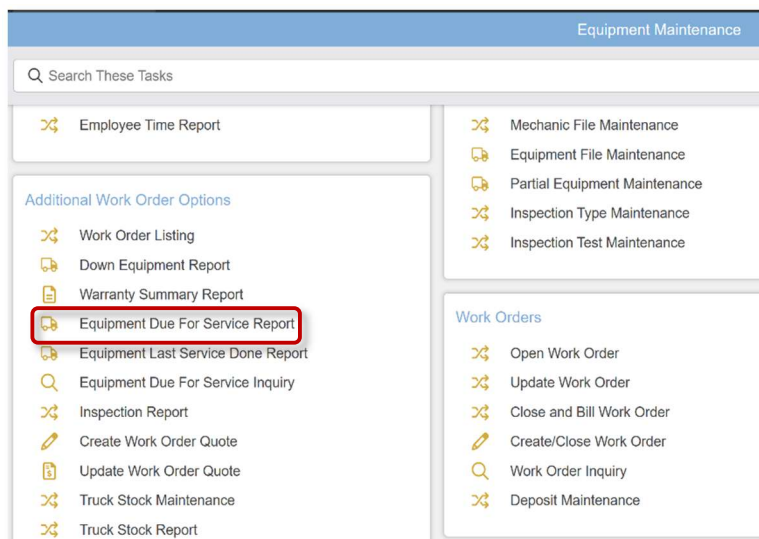 Equipment Maintenance
Search These Tasks
Employee Time Report
Additional Work Order Options
Work Order Listing
Down Equipment Report
Warranty Summary Report
Equipment Due For Service Report
Equipment Last Service Done Report
Equipment Due For Service Inquiry
Inspection Report
Create Work Order Quote
Update Work Order Quote
Truck Stock Maintenance
Truck Stock Report
Mechanic File Maintenance
Equipment File Maintenance
Partial Equipment Maintenance
Inspection Type Maintenance
Inspection Test Maintenance
Work Orders
Open Work Order
Update Work Order
Close and Bill Work Order
Create/Close Work Order
Work Order Inquiry
Deposit Maintenance